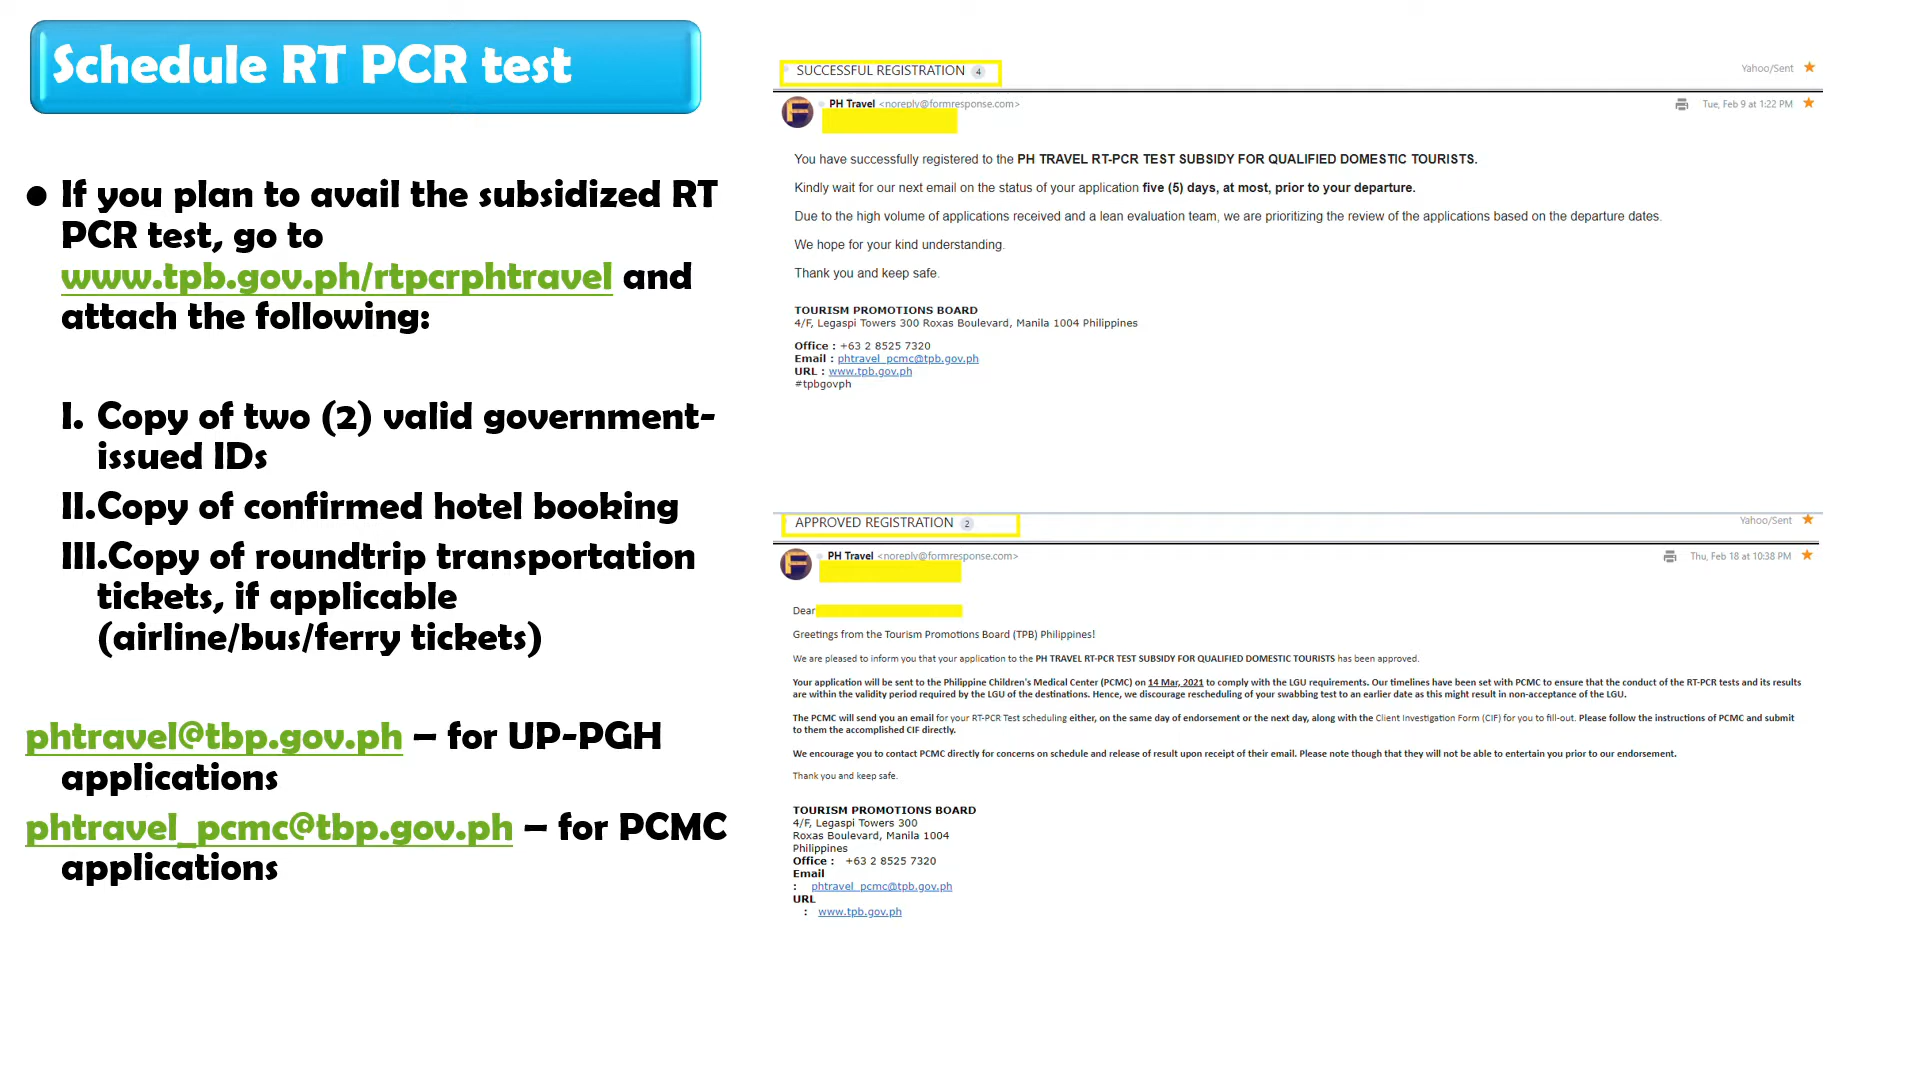 Schedule RT PCR test
● If you plan to avail the subsidized RT
PCR test, go to
www.tpb.gov.ph/rtpcrphtravel and
attach the following:
I. Copy of two (2) valid government-
issued IDs
II.Copy of confirmed hotel booking
III.Copy of roundtrip transportation
tickets, if applicable
(airline/bus/ferry tickets)
phtravel@tbp.gov.ph – for UP-PGH
applications
phtravel_pcmc@tbp.gov.ph – for PCMC
applications
SUCCESSFUL REGISTRATION 4
Yahoo/Sent
PH Travel <noreply@formresponse.com>
Tue, Feb 9 at 1:22 PM
You have successfully registered to the PH TRAVEL RT-PCR TEST SUBSIDY FOR QUALIFIED DOMESTIC TOURISTS.
Kindly wait for our next email on the status of your application five (5) days, at most, prior to your departure.
Due to the high volume of applications received and a lean evaluation team, we are prioritizing the review of the applications based on the departure dates.
We hope for your kind understanding.
Thank you and keep safe.
TOURISM PROMOTIONS BOARD
4/F, Legaspi Towers 300 Roxas Boulevard, Manila 1004 Philippines
Office : +63 2 8525 7320
Email : phtravel_pcmc@tpb.gov.ph
URL : www.tpb.gov.ph
#tpbgovph
APPROVED REGISTRATION 2
Yahoo/Sent
PH Travel <noreply@formresponse.com>
Thu, Feb 18 at 10:38 PM
Dear
Greetings from the Tourism Promotions Board (TPB) Philippines!
We are pleased to inform you that your application to the PH TRAVEL RT-PCR TEST SUBSIDY FOR QUALIFIED DOMESTIC TOURISTS has been approved.
Your application will be sent to the Philippine Children's Medical Center (PCMC) on 14 Mar, 2021 to comply with the LGU requirements. Our timelines have been set with PCMC to ensure that the conduct of the RT-PCR tests and its results
are within the validity period required by the LGU of the destinations. Hence, we discourage rescheduling of your swabbing test to an earlier date as this might result in non-acceptance of the LGU.
The PCMC will send you an email for your RT-PCR Test scheduling either, on the same day of endorsement or the next day, along with the Client Investigation Form (CIF) for you to fill-out. Please follow the instructions of PCMC and submit
to them the accomplished CIF directly.
We encourage you to contact PCMC directly for concerns on schedule and release of result upon receipt of their email. Please note though that they will not be able to entertain you prior to our endorsement.
Thank you and keep safe.
TOURISM PROMOTIONS BOARD
4/F, Legaspi Towers 300
Roxas Boulevard, Manila 1004
Philippines
Office : +63 2 8525 7320
Email
: phtravel_pcmc@tpb.gov.ph
URL
: www.tpb.gov.ph